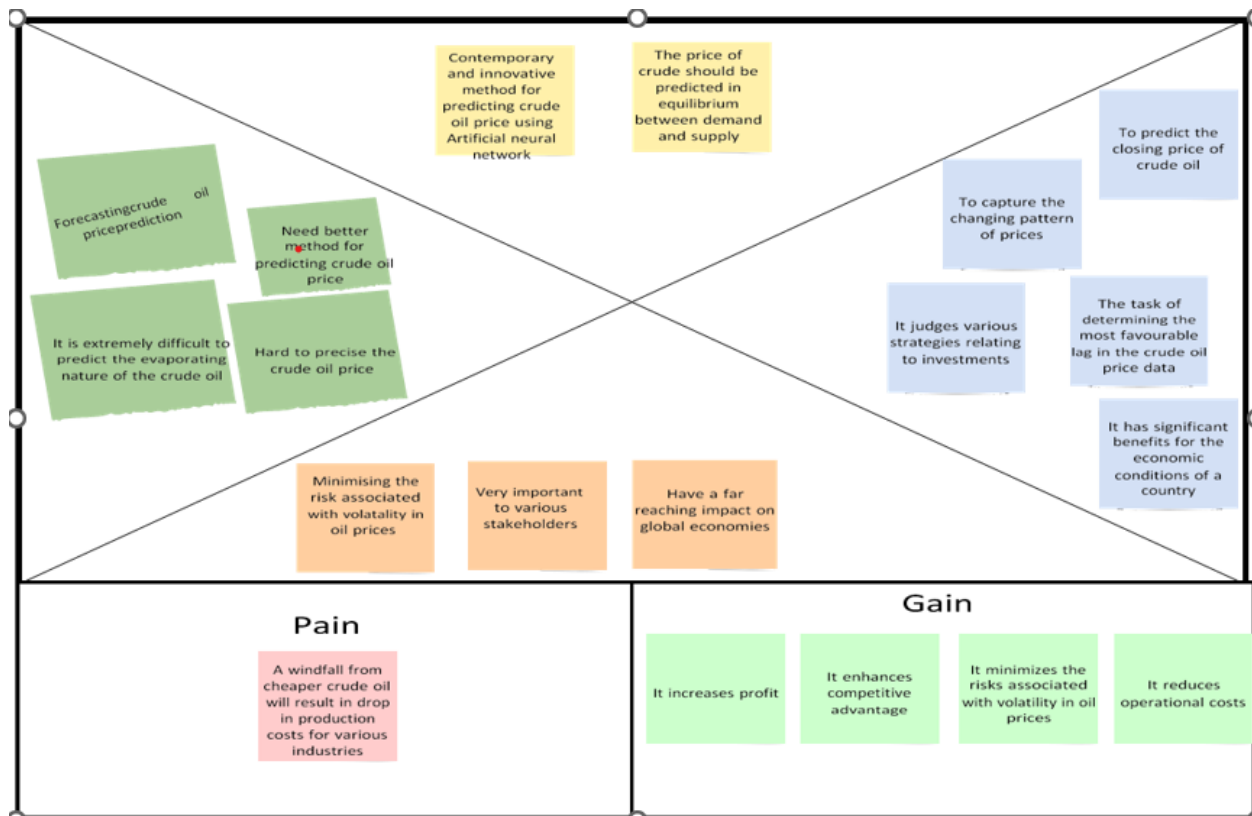 Contemporary
and innovative
method for
predicting crude
oil price using
Artificial neural
network
The price of
crude should be
predicted in
equilibrium
between demand
and supply
Forecastingcrude oil
priceprediction
Need better
method for
predicting crude oil
price
It is extremely difficult to
predict the evaporating
nature of the crude oil
Hard to precise the
crude oil price
To predict the
closing price of
crude oil
To capture the
changing pattern
of prices
It judges various
strategies relating
to investments
The task of
determining the
most favourable
lag in the crude oil
price data
It has significant
benefits for the
economic
conditions of a
country
Minimising the
risk associated
with volatality in
oil prices
Very important
to various
stakeholders
Have a far
reaching impact on
global economies
Pain
A windfall from
cheaper crude oil
will result in drop
in production
costs for various
industries
Gain
It increases profit
It enhances
competitive
advantage
It minimizes the
risks associated
with volatility in oil
prices
It reduces
operational costs